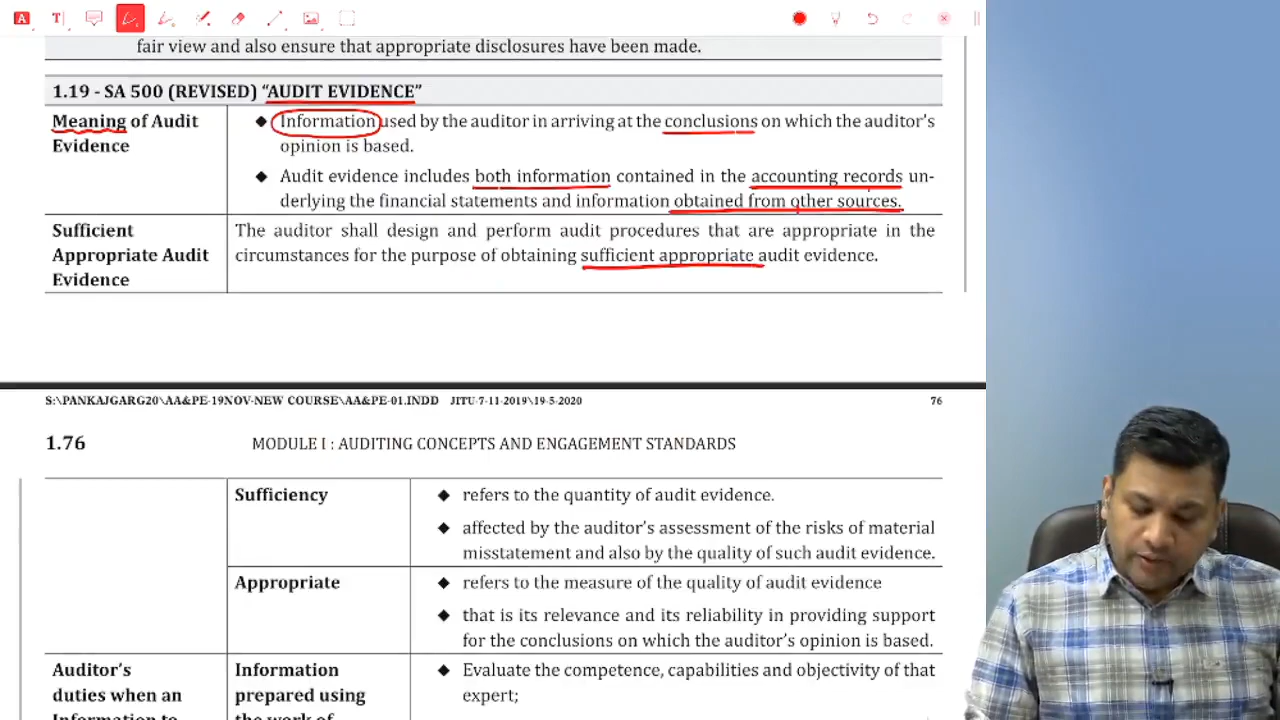 A
T
fair view and also ensure that appropriate disclosures have been made.
1.19 - SA 500 (REVISED) “AUDIT EVIDENCE”
Meaning of Audit
Evidence
◆ Information used by the auditor in arriving at the conclusions on which the auditor’s
opinion is based.
◆ Audit evidence includes both information contained in the accounting records un-
derlying the financial statements and information obtained from other sources.
Sufficient
Appropriate Audit
Evidence
The auditor shall design and perform audit procedures that are appropriate in the
circumstances for the purpose of obtaining sufficient appropriate audit evidence.
S:\PANKAJGARG20\AA&PE-19NOV-NEW COURSE\AA&PE-01.INDD JITU-7-11-2019\19-5-2020 76
1.76 MODULE I : AUDITING CONCEPTS AND ENGAGEMENT STANDARDS
Sufficiency
◆ refers to the quantity of audit evidence.
◆ affected by the auditor’s assessment of the risks of material
misstatement and also by the quality of such audit evidence.
Appropriate
◆ refers to the measure of the quality of audit evidence
◆ that is its relevance and its reliability in providing support
for the conclusions on which the auditor’s opinion is based.
Auditor’s
duties when an
Information to
Information
prepared using
the work of
◆ Evaluate the competence, capabilities and objectivity of that
expert;